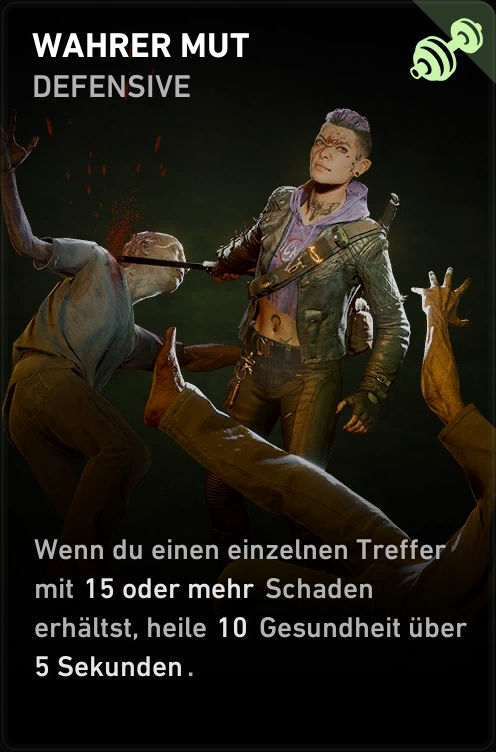 WAHRER MUT
DEFENSIVE
Wenn du einen einzelnen Treffer
mit 15 oder mehr Schaden
erhältst, heile 10 Gesundheit über
5 Sekunden.